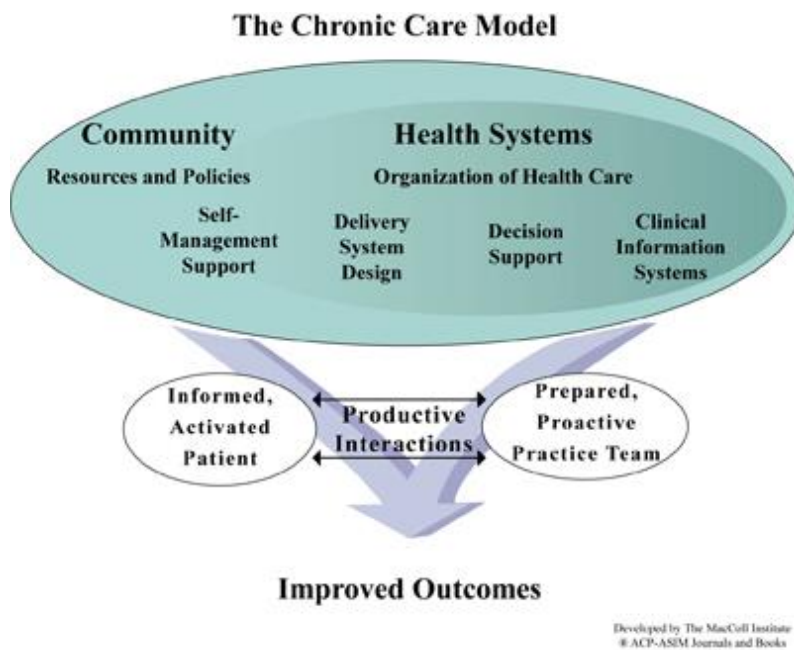 The Chronic Care Model
Community
Health Systems
Resources and Policies
Organization of Health Care
Self-
Management
Support
Delivery
System
Design
Decision
Support
Clinical
Information
Systems
Informed,
Activated
Patient
Productive
Interactions
Prepared,
Proactive
Practice Team
Improved Outcomes
Developed by The MacColl Institute
® ACP-ASIM Journals and Books